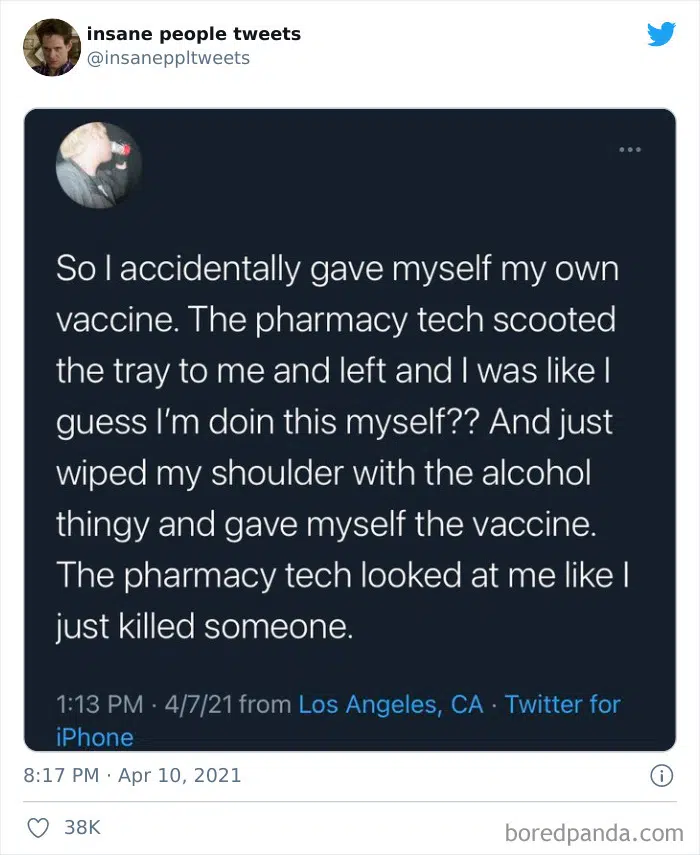 insane people tweets
@insaneppltweets
So I accidentally gave myself my own
vaccine. The pharmacy tech scooted
the tray to me and left and I was like I
guess I’m doin this myself?? And just
wiped my shoulder with the alcohol
thingy and gave myself the vaccine.
The pharmacy tech looked at me like I
just killed someone.
1:13 PM · 4/7/21 from Los Angeles, CA · Twitter for
iPhone
8:17 PM · Apr 10, 2021
38K
boredpanda.com